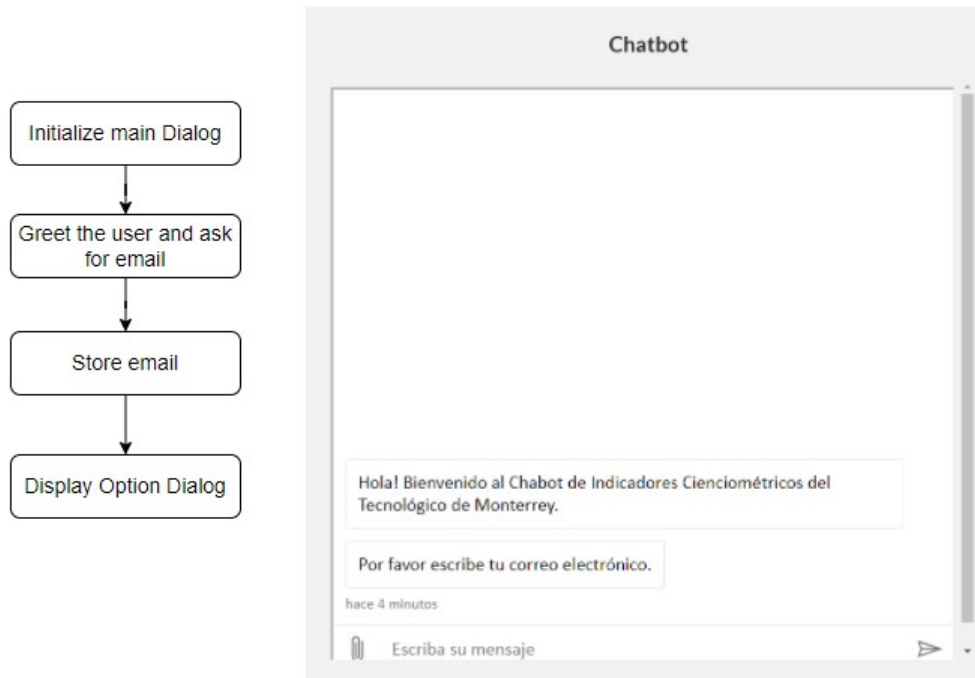 Initialize main Dialog
Greet the user and ask
for email
Store email
Display Option Dialog
Chatbot
Hola! Bienvenido al Chabot de Indicadores Cienciométricos del
Tecnológico de Monterrey.
Por favor escribe tu correo electrónico.
hace 4 minutos
Escriba su mensaje